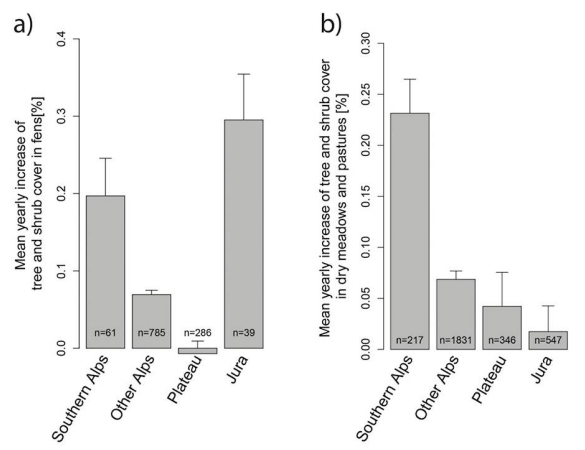 a)
Mean yearly increase of
tree and shrub cover in fens[%]
0.4
0.3
0.2
0.1
0.0
n=61
n=785
n=286
n=39
Southern Alps
Other Alps
Plateau
Jura
b)
Mean yearly increase of tree and shrub cover
in dry meadows and pastures [%]
0.30
0.25
0.20
0.15
0.10
0.05
0.00
n=217
n=1831
n=346
n=547
Southern Alps
Other Alps
Plateau
Jura